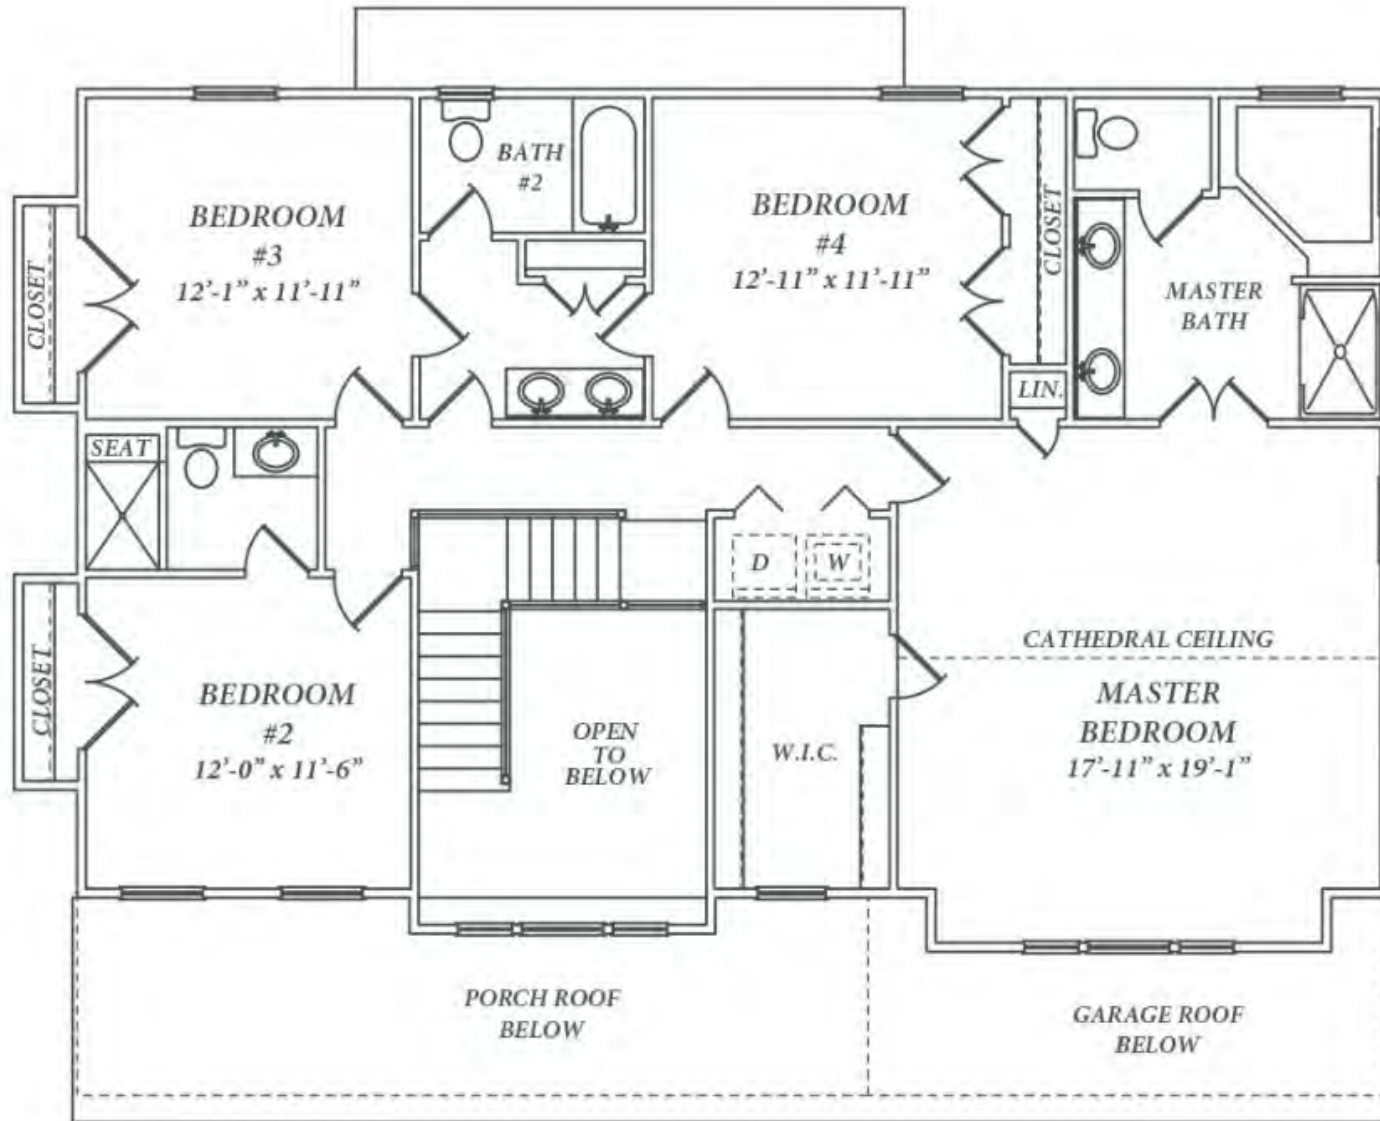 BEDROOM
#3
12'-1" x 11'-11"
CLOSET
BATH
#2
BEDROOM
#4
12'-11" x 11'-11"
CLOSET
LIN.
MASTER
BATH
SEAT
D
W
CLOSET
BEDROOM
#2
12'-0" x 11'-6"
OPEN
TO
BELOW
W.I.C.
CATHEDRAL CEILING
MASTER
BEDROOM
17'-11" x 19'-1"
PORCH ROOF
BELOW
GARAGE ROOF
BELOW